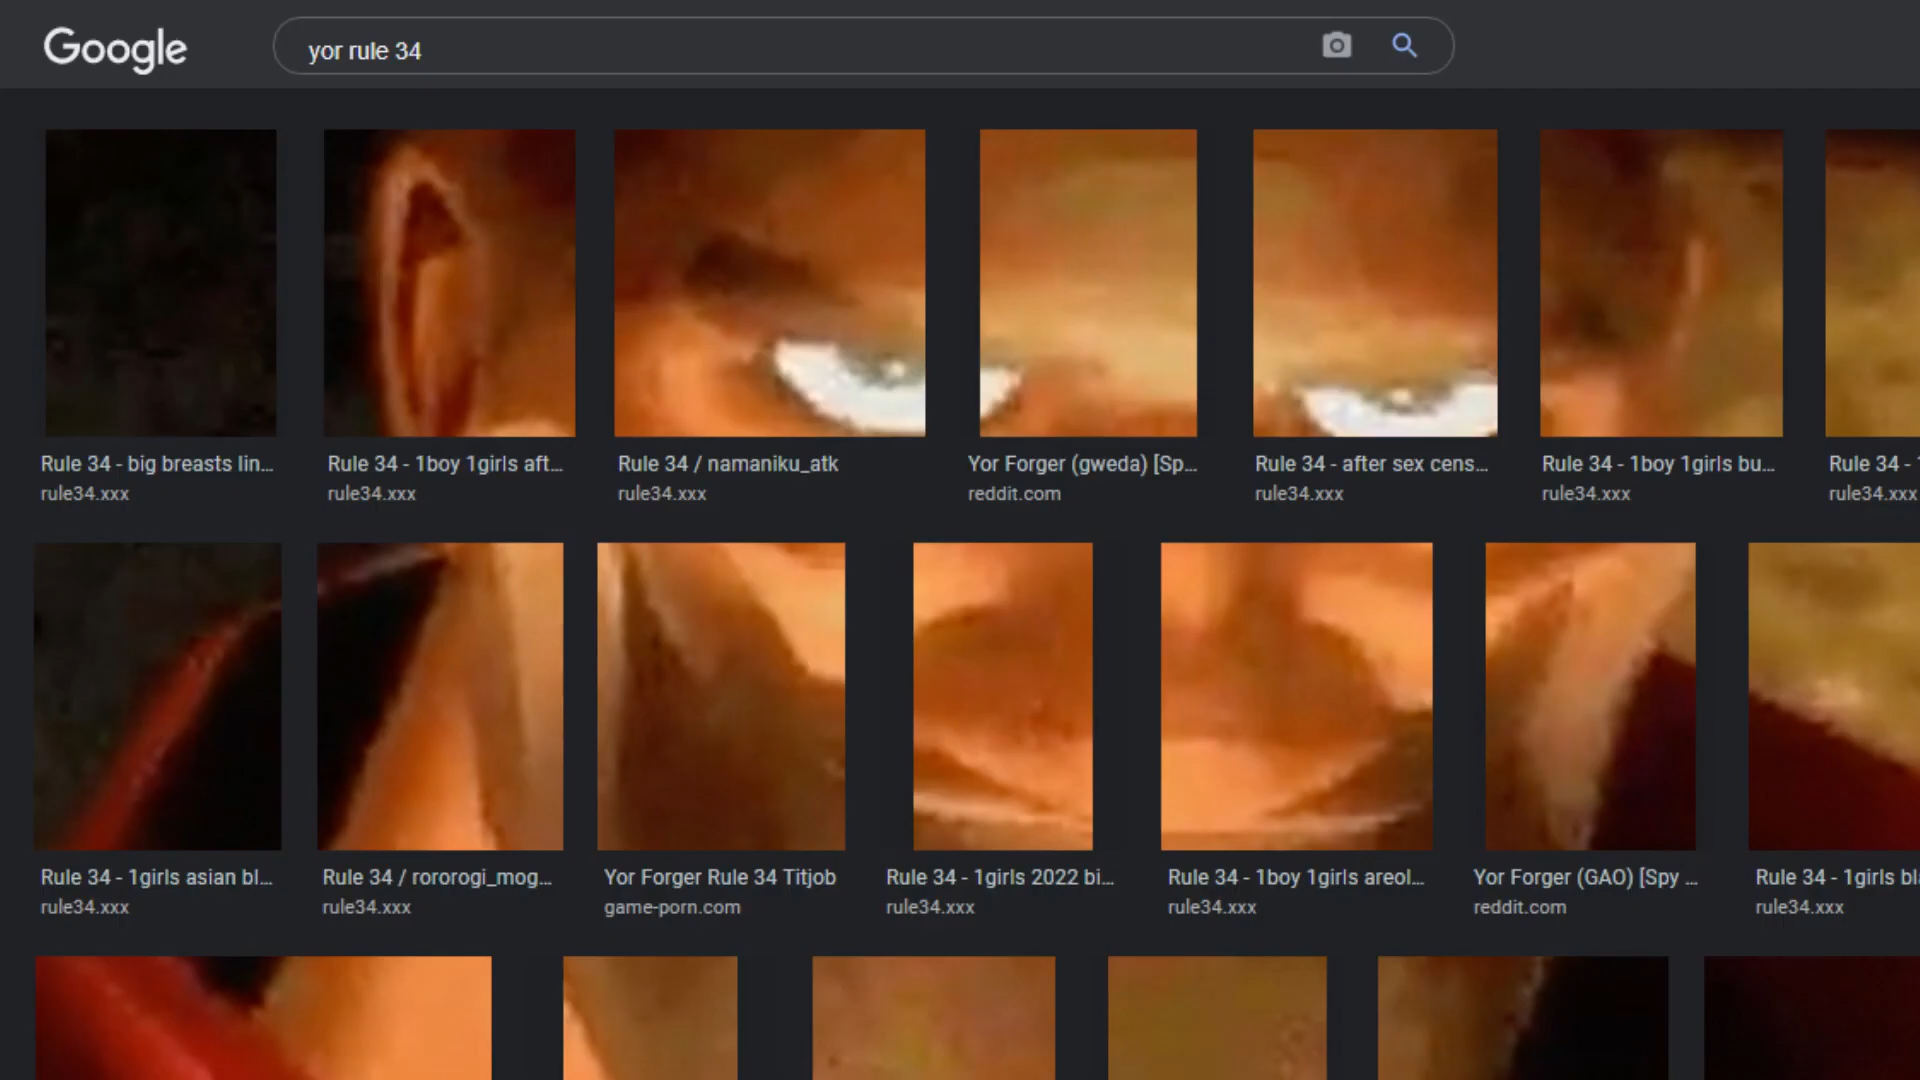 Google
yor rule 34
Rule 34 - big breasts lin...
rule34.xxx
Rule 34 - 1boy 1girls aft...
rule34.xxx
Rule 34 / namaniku_atk
rule34.xxx
Yor Forger (gweda) [Sp...
reddit.com
Rule 34 - after sex cens...
rule34.xxx
Rule 34 - 1boy 1girls bu...
rule34.xxx
Rule 34 -
rule34.xxx
Rule 34 - 1girls asian bl...
rule34.xxx
Rule 34 / rororogi_mog...
rule34.xxx
Yor Forger Rule 34 Titjob
game-porn.com
Rule 34 - 1girls 2022 bi...
rule34.xxx
Rule 34 - 1boy 1girls areol...
rule34.xxx
Yor Forger (GAO) [Spy ...
reddit.com
Rule 34 - 1girls bl
rule34.xxx